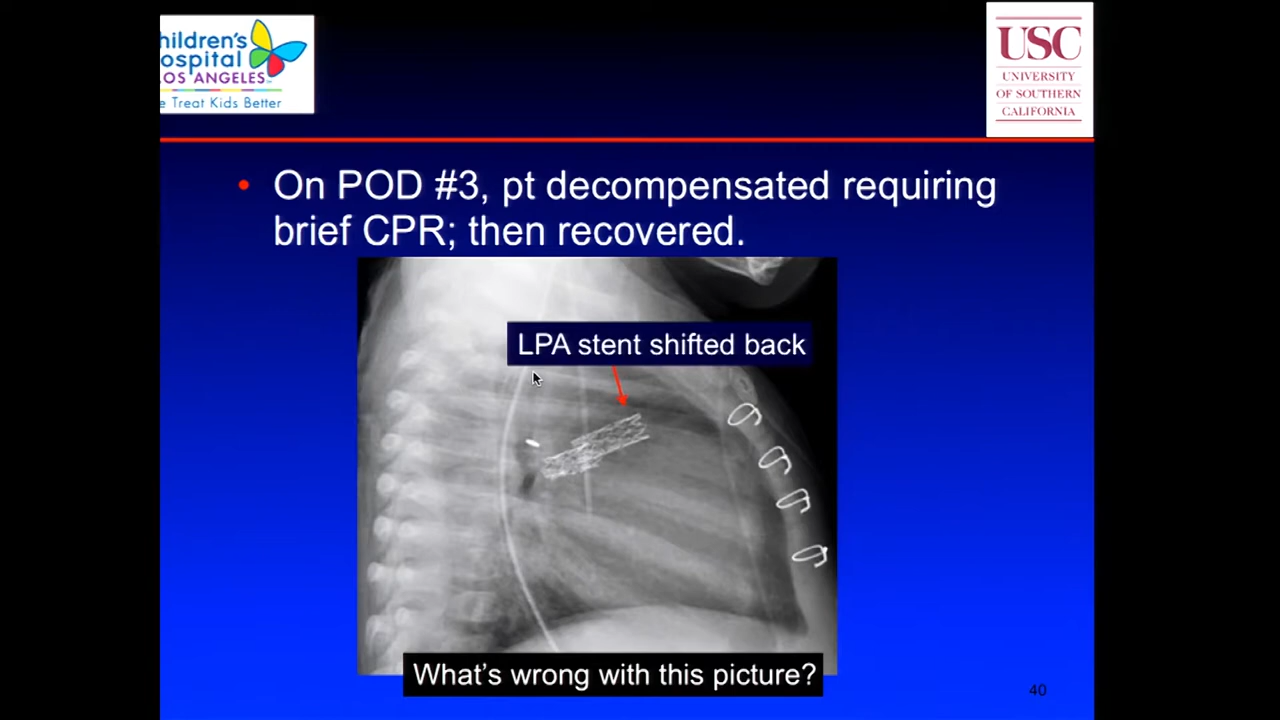 hildren's
ospital
LOS ANGELES
e Treat Kids Better
USC
UNIVERSITY
OF SOUTHERN
CALIFORNIA
• On POD #3, pt decompensated requiring
brief CPR; then recovered.
LPA stent shifted back
What's wrong with this picture?
40